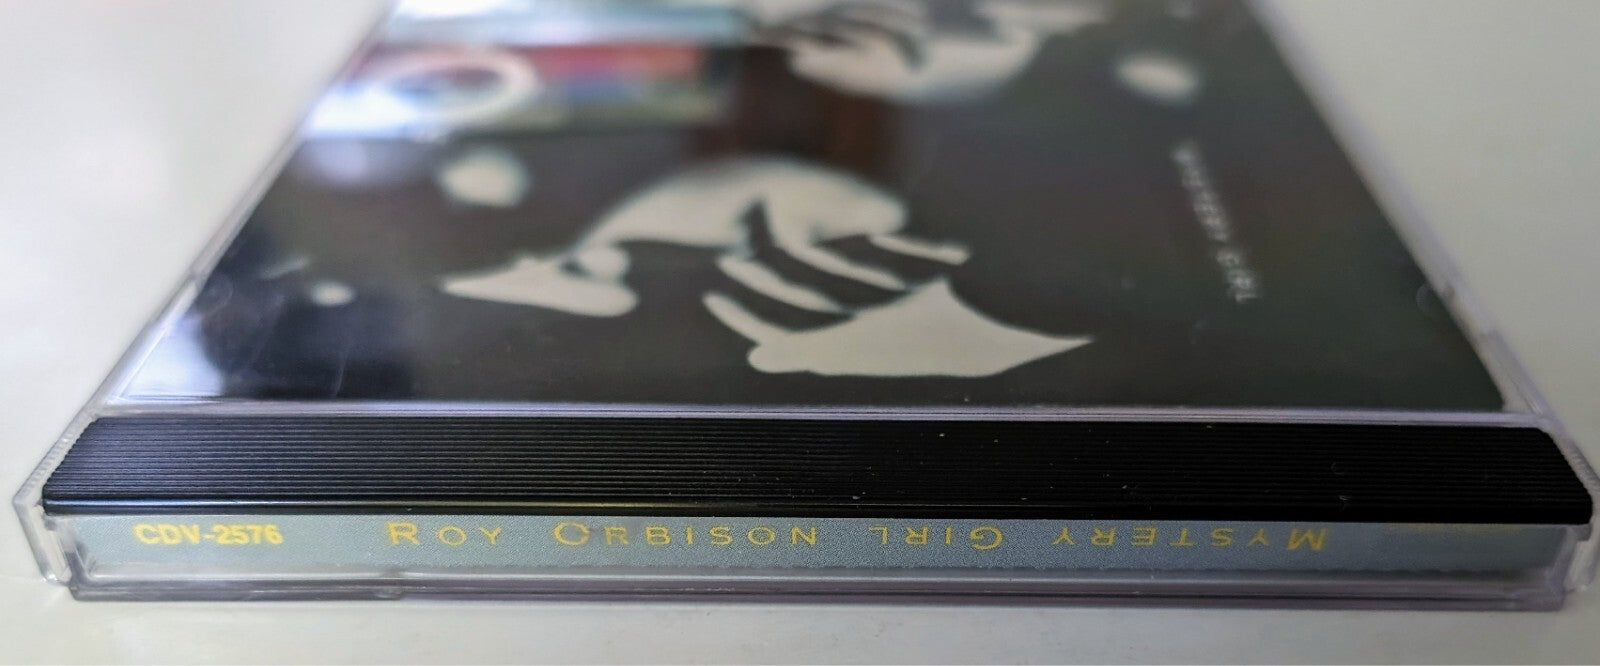 MYSTERY GIRL
CDV-2576 ROY ORBISON MYSTERY GIRL